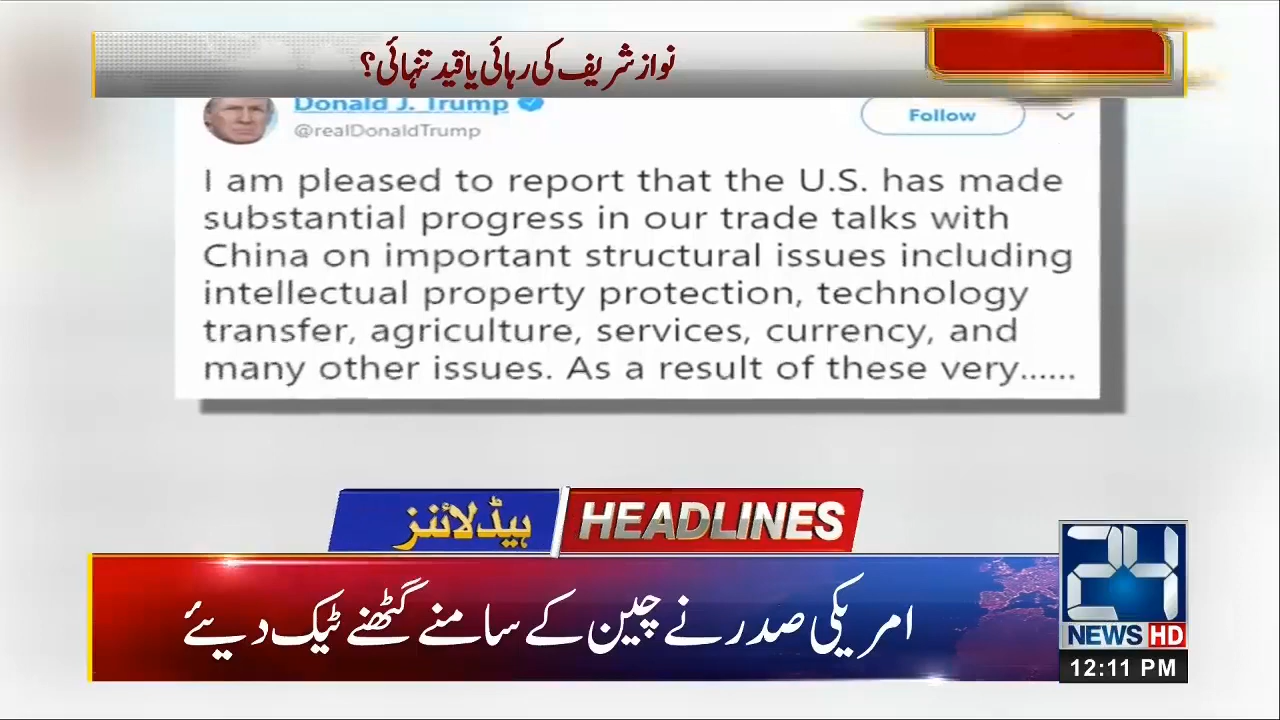 نواز شریف کی رہائی یا قید تنہائی؟
Donald J. Trump
@realDonaldTrump
Follow
I am pleased to report that the U.S. has made
substantial progress in our trade talks with
China on important structural issues including
intellectual property protection, technology
transfer, agriculture, services, currency, and
many other issues. As a result of these very......
ہیڈلائنز
HEADLINES
امریکی صدر نے چین کے سامنے گٹھنے ٹیک دیئے
24
NEWS HD
12:11 PM